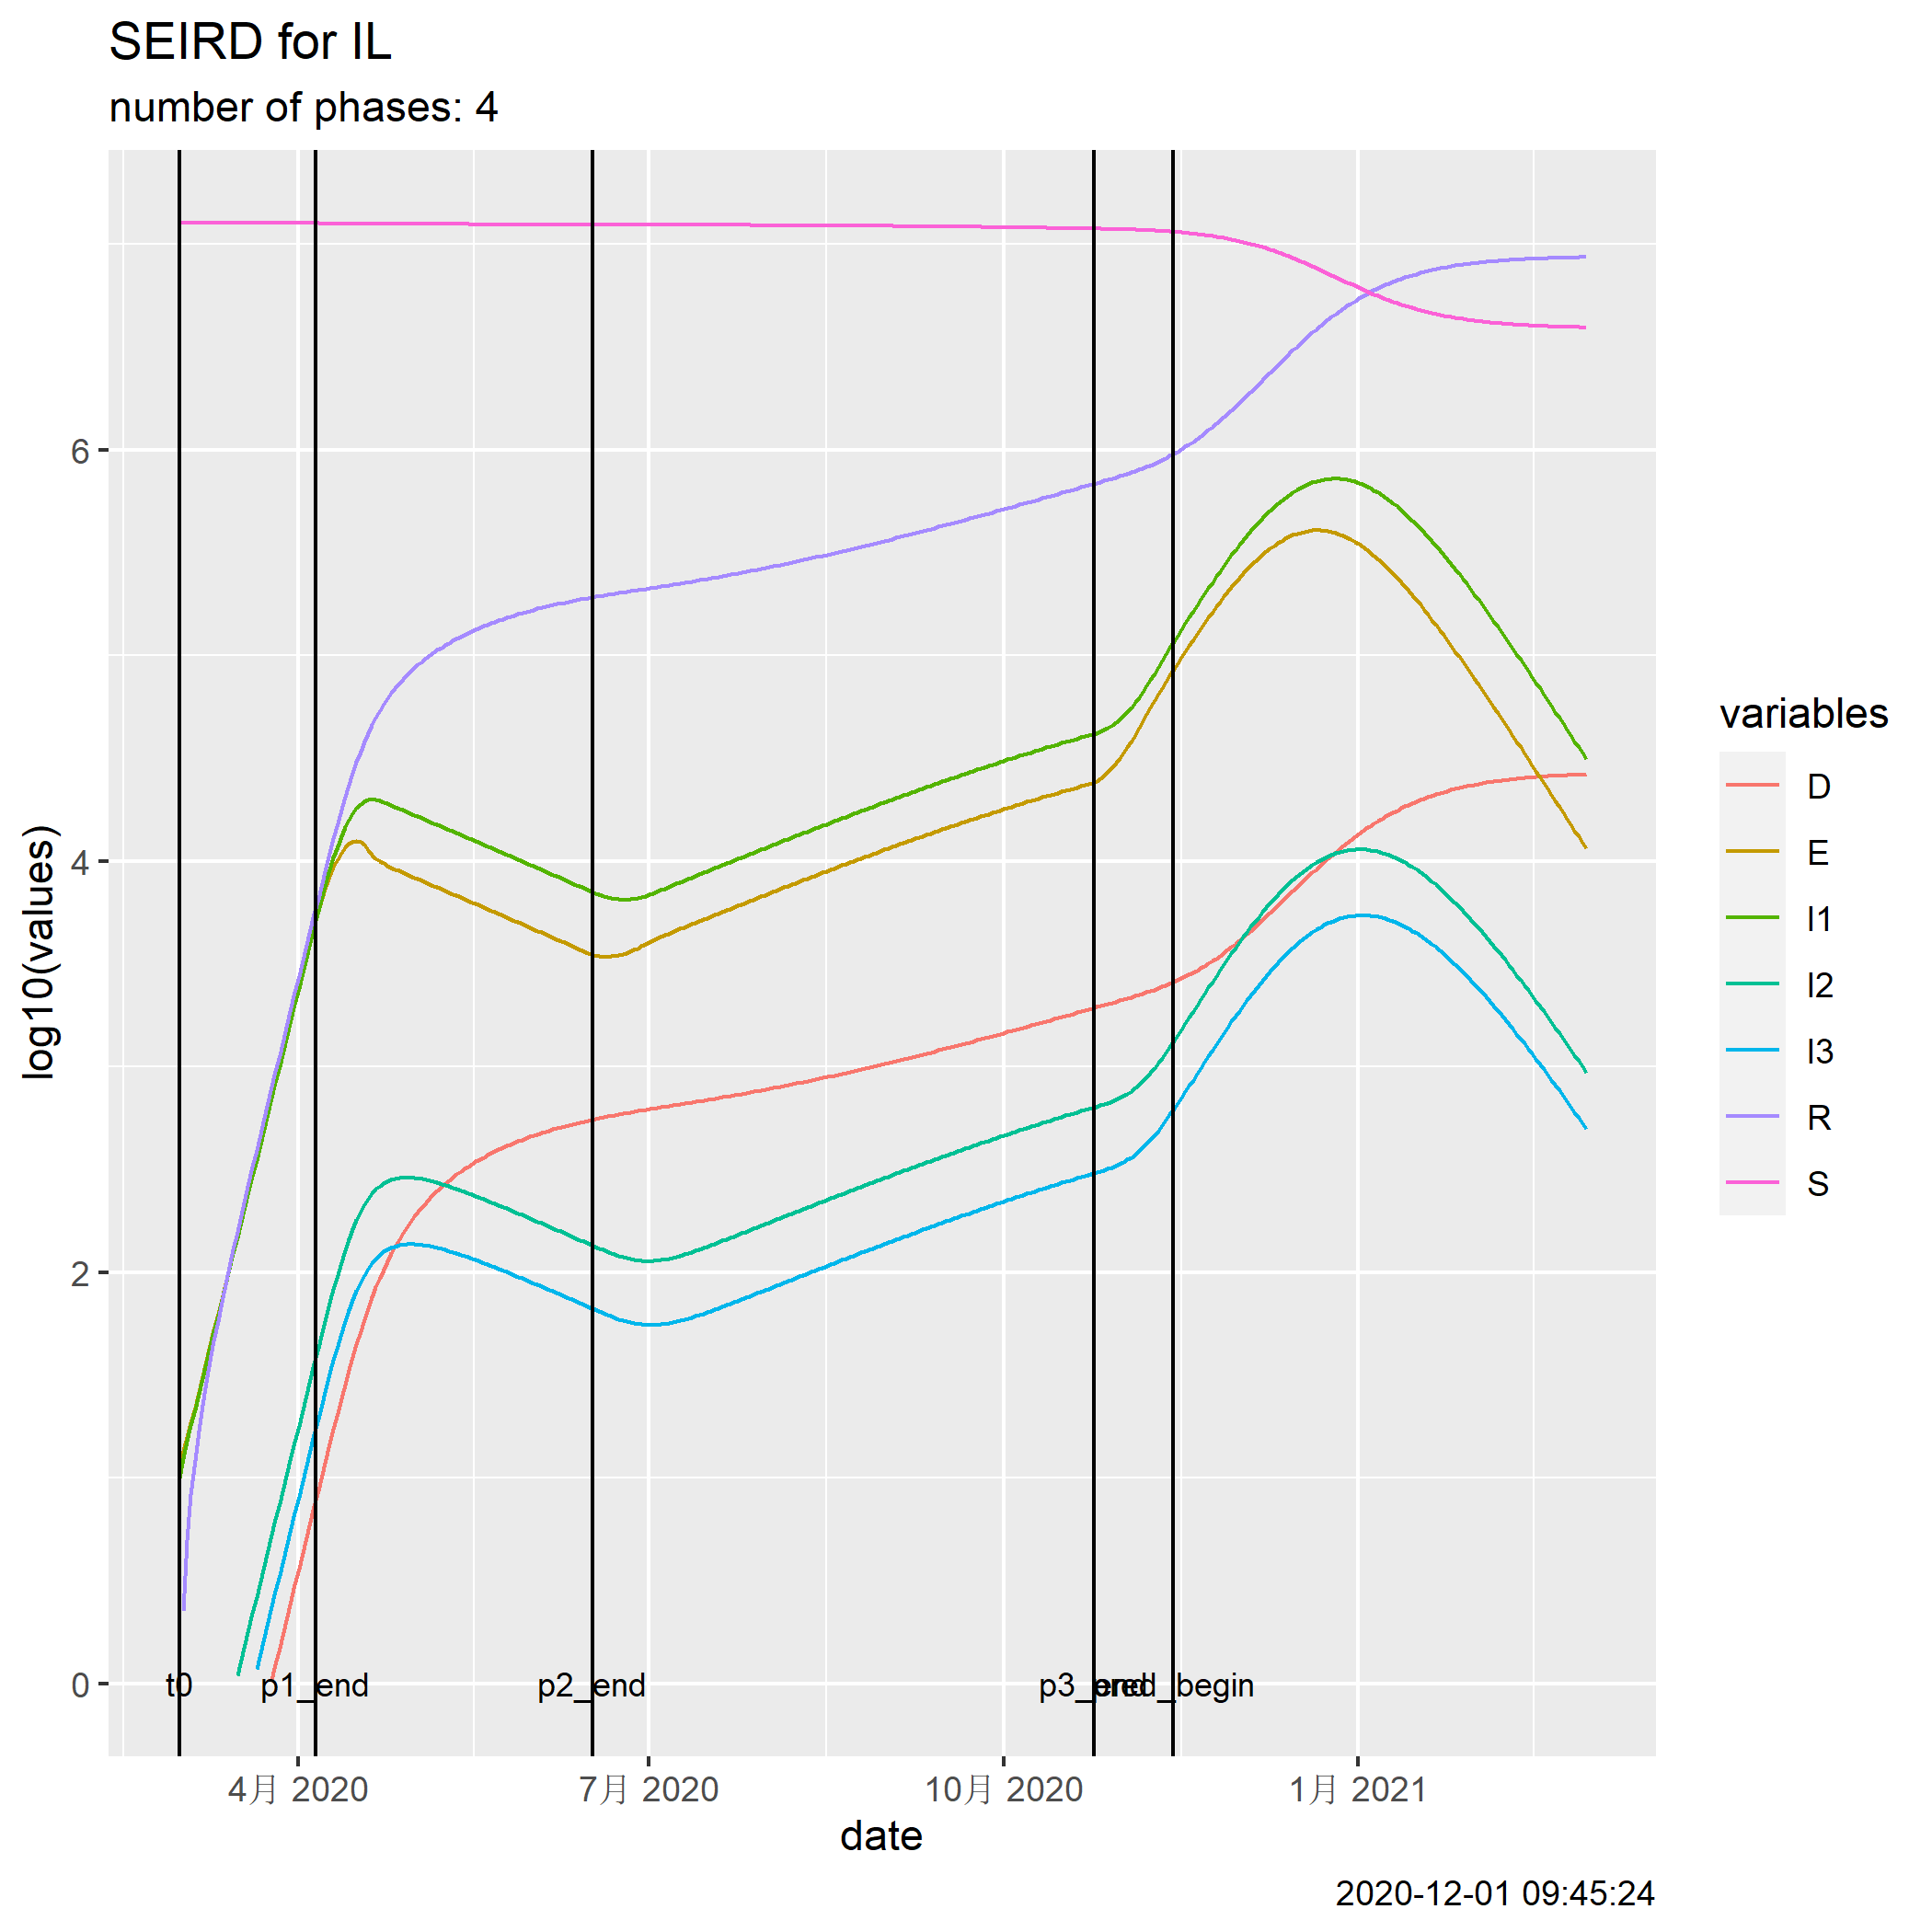 SEIRD for IL
number of phases: 4
log10(values)
6
4
2
0
t0 p1_end p2_end p3_end pred_begin
4月 2020 7月 2020 10月 2020 1月 2021
date
variables
D
E
I1
I2
I3
R
S
2020-12-01 09:45:24